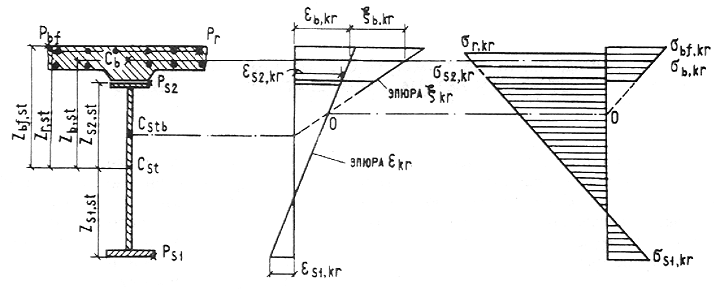 P_bf
P_r
C_b
P_s2
C_stb
C_st
P_s1
Z_bf,st
Z_r,st
Z_b,st
Z_s2,st
Z_s1,st
ε_b,kr
ξ_b,kr
ε_s2,kr
эпюра ξ_kr
O
эпюра ε_kr
ε_s1,kr
σ_r,kr
σ_s2,kr
σ_bf,kr
σ_b,kr
O
σ_s1,kr